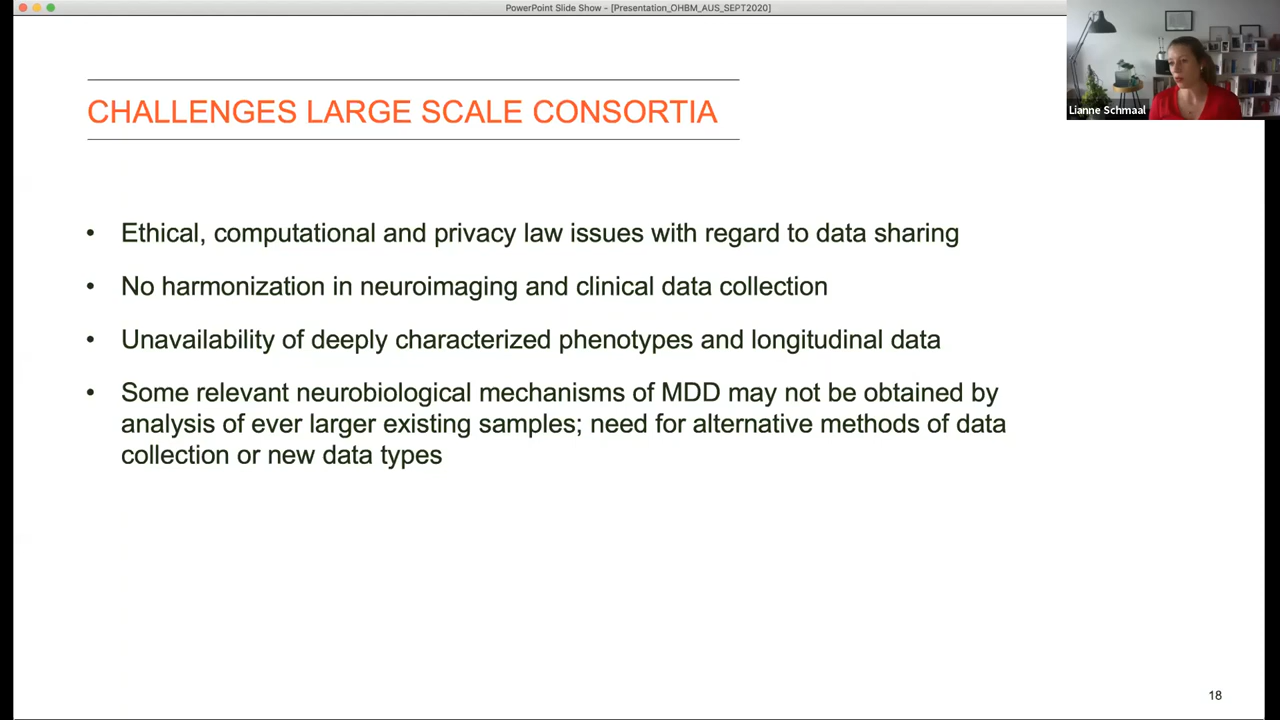 PowerPoint Slide Show - [Presentation_OHBM_AUS_SEPT2020]
Lianne Schmaal
CHALLENGES LARGE SCALE CONSORTIA
• Ethical, computational and privacy law issues with regard to data sharing
• No harmonization in neuroimaging and clinical data collection
• Unavailability of deeply characterized phenotypes and longitudinal data
• Some relevant neurobiological mechanisms of MDD may not be obtained by
analysis of ever larger existing samples; need for alternative methods of data
collection or new data types
18